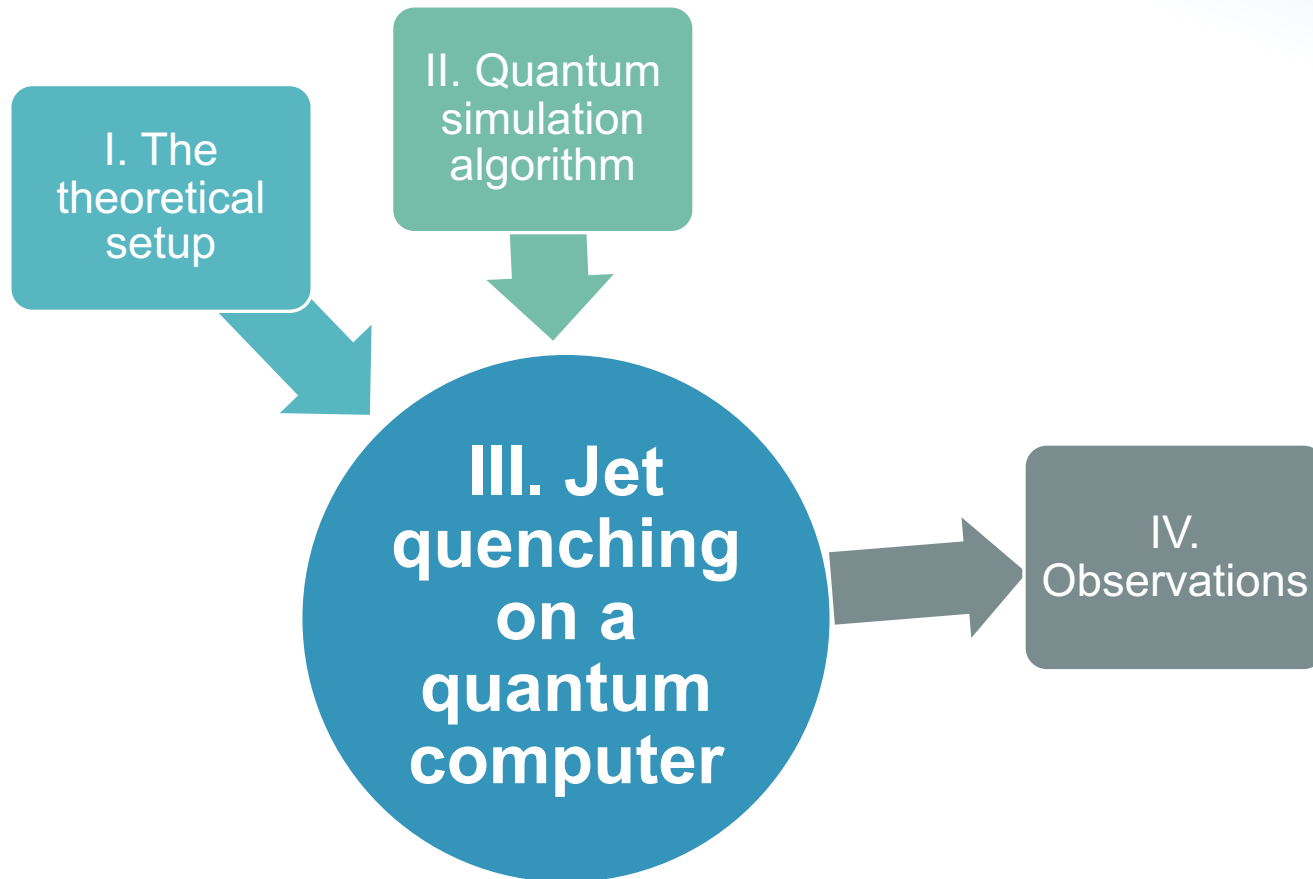 I. The
theoretical
setup
II. Quantum
simulation
algorithm
III. Jet
quenching
on a
quantum
computer
IV.
Observations